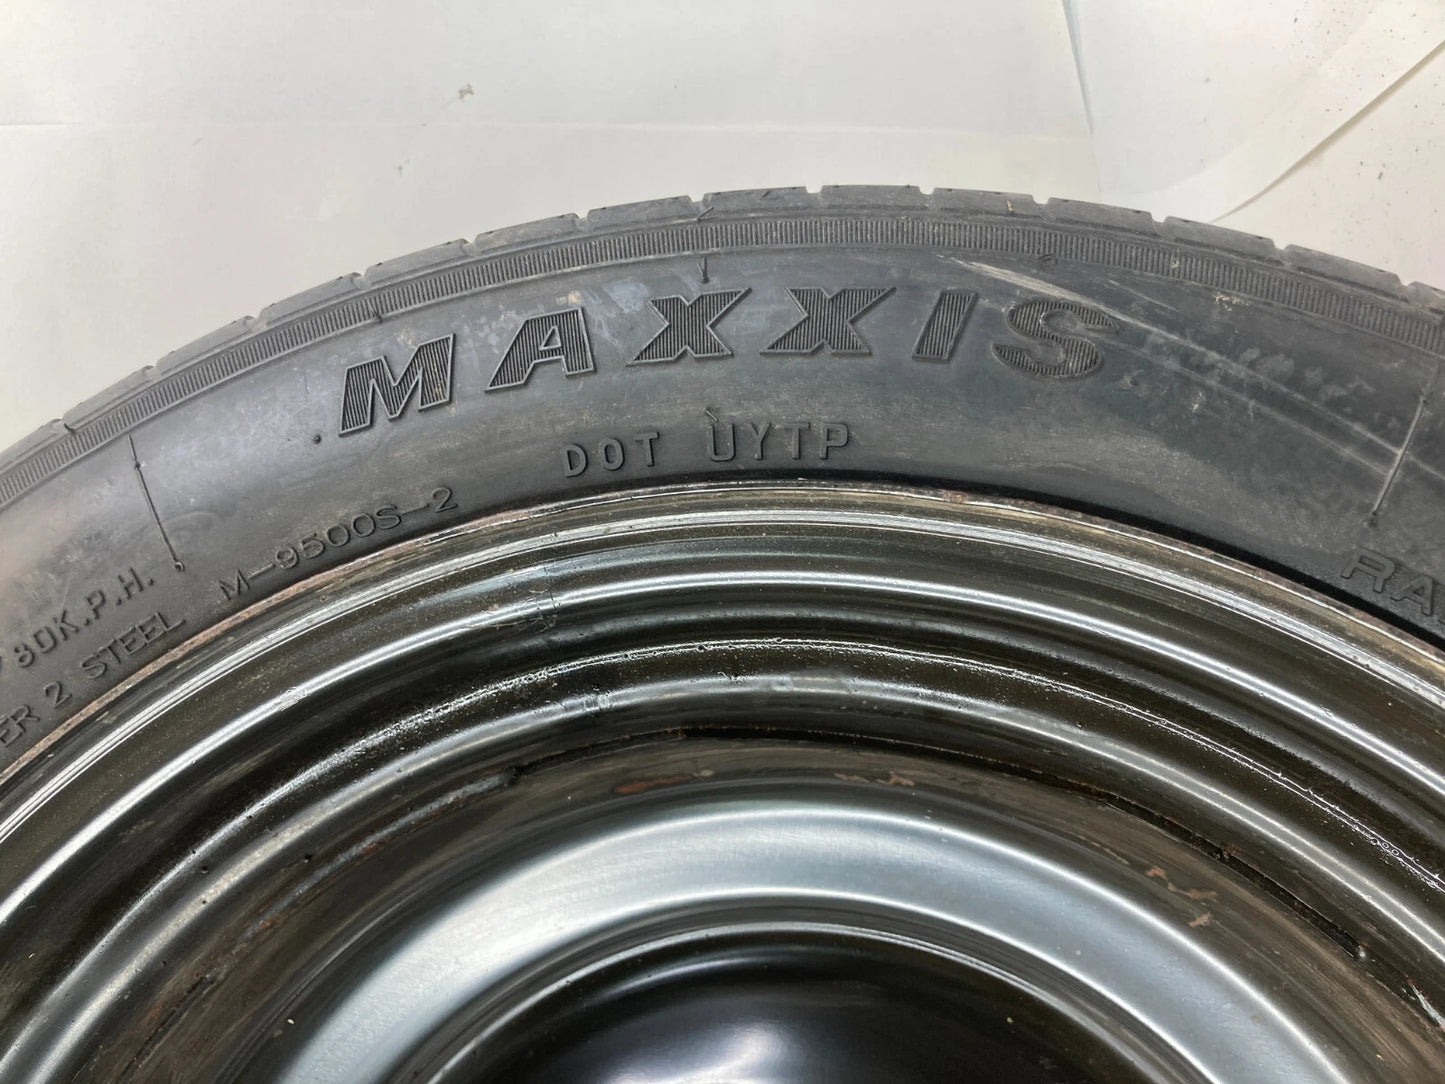 MAXXIS
DOT UYTP
M-9500S-2
80K.P.H.
2 STEEL